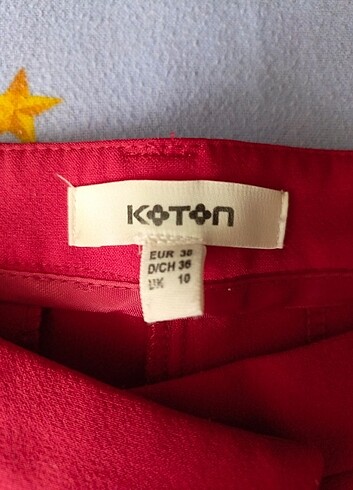 KOTON
EUR 38
D/CH 36
UK 10